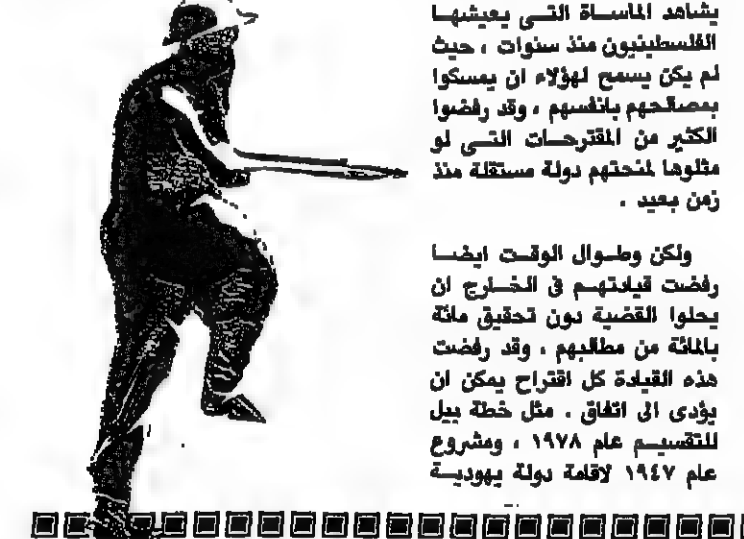 يشاهد الماساة التي يعيشها
الفلسطينيون منذ سنوات ، حيث
لم يكن يسمح لهؤلاء ان يمسكوا
بمصالحهم بانفسهم ، وقد رفضوا
الكثير من المقترحات التي لو
مثلوها لمنحتهم دولة مستقلة منذ
زمن بعيد .
ولكن وطوال الوقت ايضا
رفضت قيادتهم في الخارج ان
يحلوا القضية دون تحقيق مائة
بالمائة من مطالبهم ، وقد رفضت
هذه القيادة كل اقتراح يمكن ان
يؤدى الى اتفاق . مثل خطة بيل
للتقسيم عام ١٩٧٨ ، ومشروع
عام ١٩٤٧ لاقامة دولة يهودية